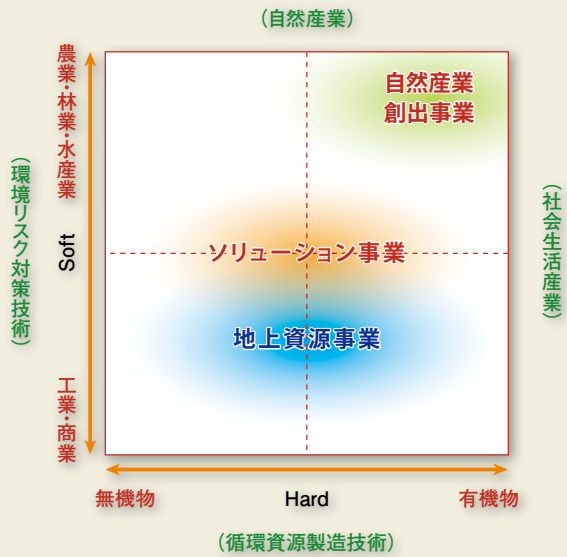 （自然産業）
農業・林業・水産業
自然産業
創出事業
（環境リスク対策技術）
Soft
ソリューション事業
（社会生活産業）
地上資源事業
工業・商業
無機物
Hard
有機物
（循環資源製造技術）